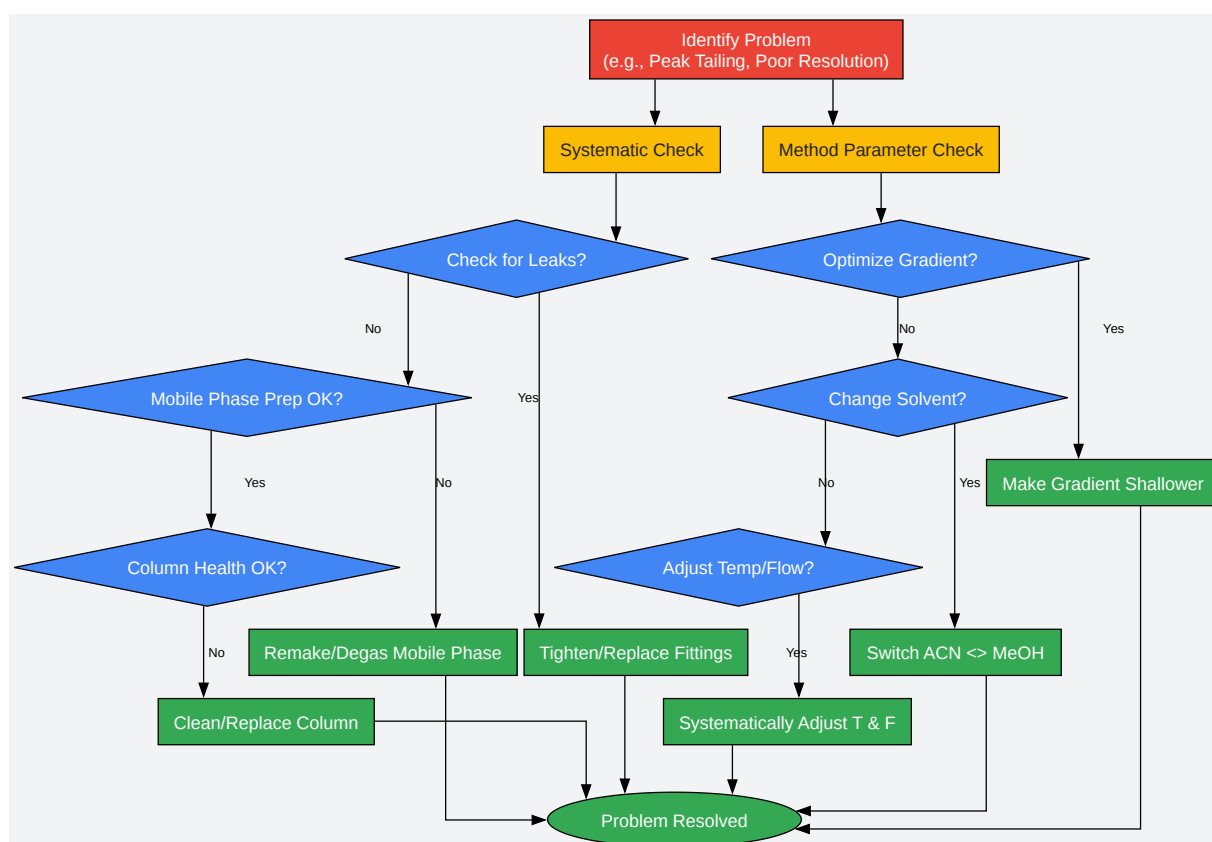 Identify Problem
(e.g., Peak Tailing, Poor Resolution)
Systematic Check
Method Parameter Check
Check for Leaks?
Optimize Gradient?
No
No
Yes
Mobile Phase Prep OK?
Yes
Change Solvent?
Yes
No
No
Yes
Make Gradient Shallower
Column Health OK?
Adjust Temp/Flow?
No
Remake/Degas Mobile Phase
Tighten/Replace Fittings
Yes
Switch ACN <> MeOH
Clean/Replace Column
Systematically Adjust T & F
Problem Resolved